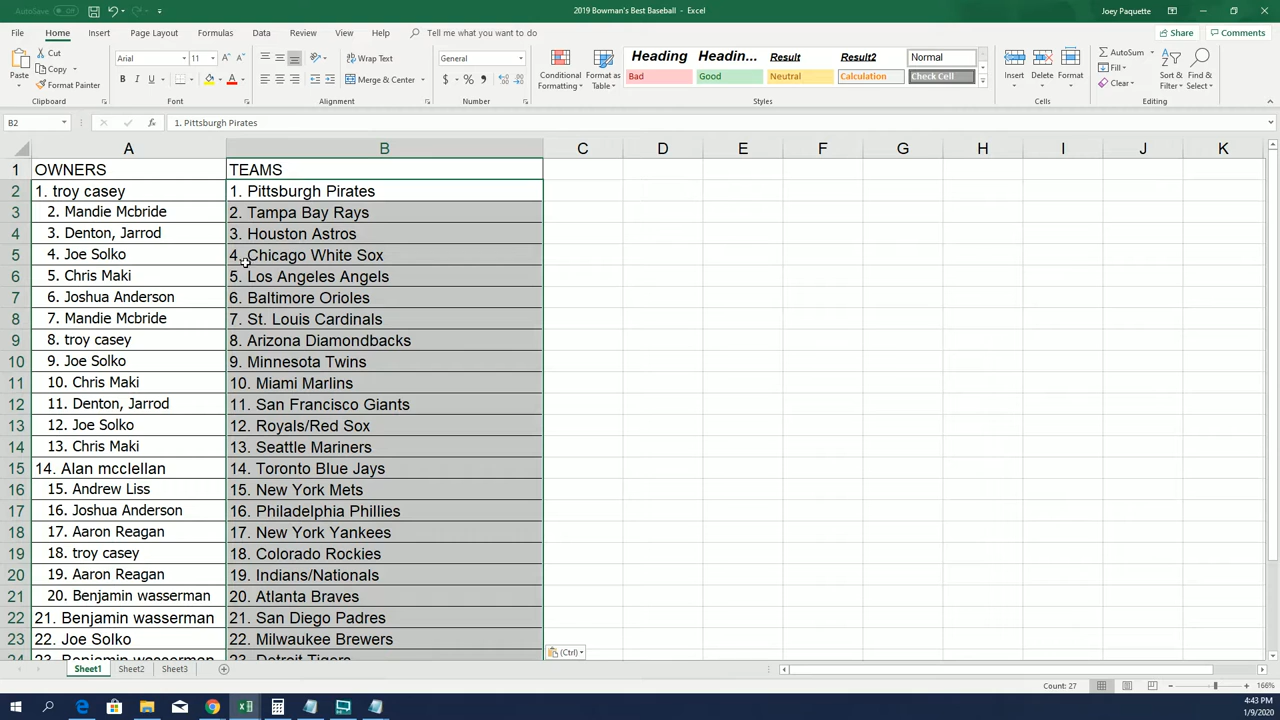 AutoSave Off
2019 Bowman's Best Baseball - Excel
Joey Paquette
File Home Insert Page Layout Formulas Data Review View Help Tell me what you want to do
Share Comments
Paste
Cut
Copy
Format Painter
Clipboard
Arial 11
B I U
Font
Wrap Text
Merge & Center
Alignment
General
$ % ,
Number
Conditional Formatting
Format as Table
Heading Headin... Result Result2 Normal
Bad Good Neutral Calculation Check Cell
Styles
Insert Delete Format
Cells
AutoSum
Fill
Clear
Sort & Filter
Find & Select
Editing
B2 1. Pittsburgh Pirates
A B C D E F G H I J K
1 OWNERS TEAMS
2 1. troy casey 1. Pittsburgh Pirates
3 2. Mandie Mcbride 2. Tampa Bay Rays
4 3. Denton, Jarrod 3. Houston Astros
5 4. Joe Solko 4. Chicago White Sox
6 5. Chris Maki 5. Los Angeles Angels
7 6. Joshua Anderson 6. Baltimore Orioles
8 7. Mandie Mcbride 7. St. Louis Cardinals
9 8. troy casey 8. Arizona Diamondbacks
10 9. Joe Solko 9. Minnesota Twins
11 10. Chris Maki 10. Miami Marlins
12 11. Denton, Jarrod 11. San Francisco Giants
13 12. Joe Solko 12. Royals/Red Sox
14 13. Chris Maki 13. Seattle Mariners
15 14. Alan mcclellan 14. Toronto Blue Jays
16 15. Andrew Liss 15. New York Mets
17 16. Joshua Anderson 16. Philadelphia Phillies
18 17. Aaron Reagan 17. New York Yankees
19 18. troy casey 18. Colorado Rockies
20 19. Aaron Reagan 19. Indians/Nationals
21 20. Benjamin wasserman 20. Atlanta Braves
22 21. Benjamin wasserman 21. San Diego Padres
23 22. Joe Solko 22. Milwaukee Brewers
24 23. Benjamin wasserman 23. Detroit Tigers
(Ctrl)
Sheet1 Sheet2 Sheet3
Count: 27
166%
4:43 PM
1/9/2020